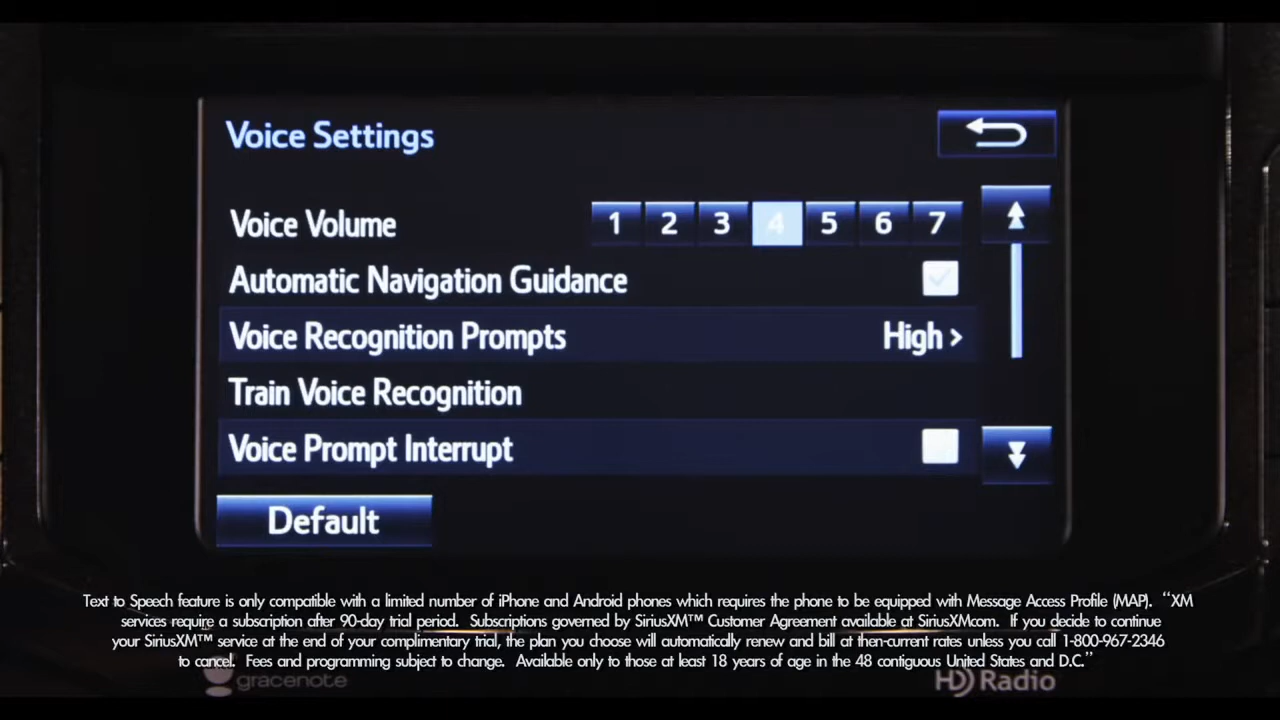 Voice Settings
Voice Volume 1 2 3 4 5 6 7
Automatic Navigation Guidance
Voice Recognition Prompts High >
Train Voice Recognition
Voice Prompt Interrupt
Default
Text to Speech feature is only compatible with a limited number of iPhone and Android phones which requires the phone to be equipped with Message Access Profile (MAP). “XM
services require a subscription after 90-day trial period. Subscriptions governed by SiriusXM™ Customer Agreement available at SiriusXM.com. If you decide to continue
your SiriusXM™ service at the end of your complimentary trial, the plan you choose will automatically renew and bill at then-current rates unless you call 1-800-967-2346
to cancel. Fees and programming subject to change. Available only to those at least 18 years of age in the 48 contiguous United States and D.C.”
gracenote HD Radio